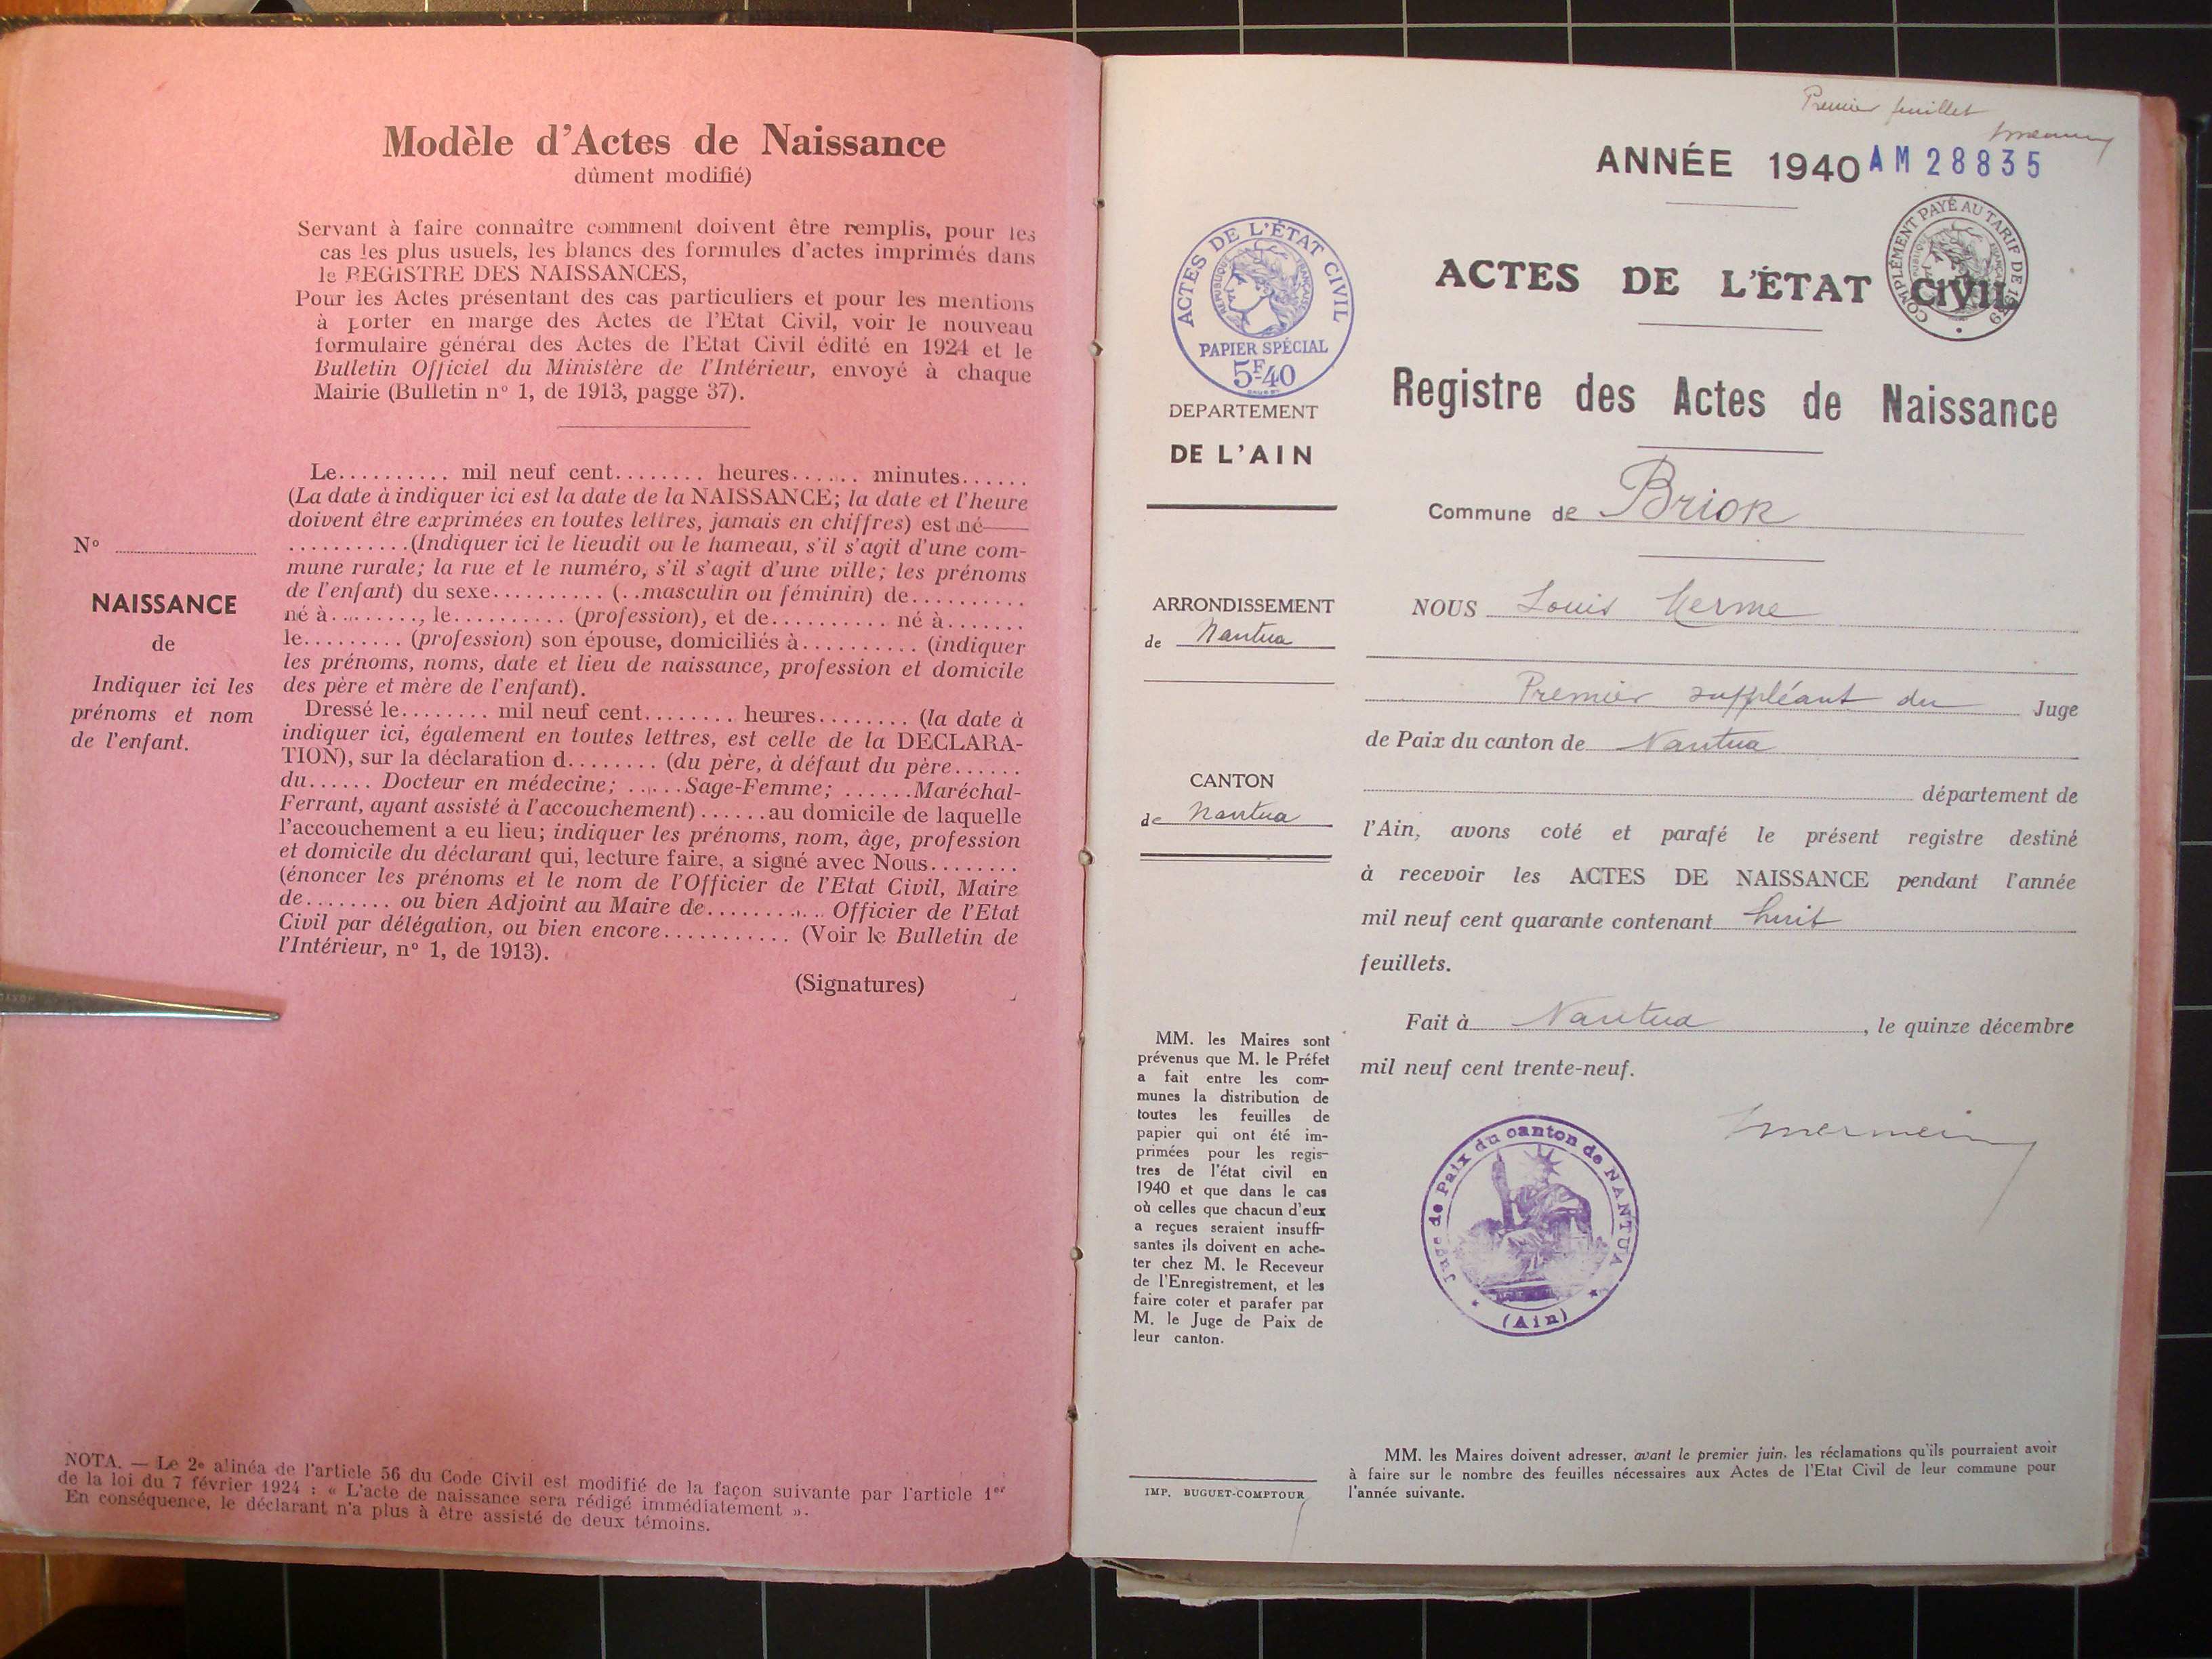 Modèle d'Actes de Naissance
dûment modifié)
Servant à faire connaître comment doivent être remplis, pour les
cas les plus usuels, les blancs des formules d'actes imprimés dans
le REGISTRE DES NAISSANCES,
Pour les Actes présentant des cas particuliers et pour les mentions
à porter en marge des Actes de l'Etat Civil, voir le nouveau
formulaire général des Actes de l'Etat Civil édité en 1924 et le
Bulletin Officiel du Ministère de l'Intérieur, envoyé à chaque
Mairie (Bulletin n° 1, de 1913, pagge 37).
N°
NAISSANCE
de
Indiquer ici les
prénoms et nom
de l'enfant.
Le.......... mil neuf cent........ heures....... minutes......
(La date à indiquer ici est la date de la NAISSANCE; la date et l'heure
doivent être exprimées en toutes lettres, jamais en chiffres) est né
...........(Indiquer ici le lieudit ou le hameau, s'il s'agit d'une com-
mune rurale; la rue et le numéro, s'il s'agit d'une ville; les prénoms
de l'enfant) du sexe.......... (..masculin ou féminin) de..........
né à........., le.......... (profession), et de.......... né à.......
le......... (profession) son épouse, domiciliés à.......... (indiquer
les prénoms, noms, date et lieu de naissance, profession et domicile
des père et mère de l'enfant).
Dressé le........ mil neuf cent........ heures........ (la date à
indiquer ici, également en toutes lettres, est celle de la DECLARA-
TION), sur la déclaration d........ (du père, à défaut du père......
du...... Docteur en médecine; ......Sage-Femme; ......Maréchal-
Ferrant, ayant assisté à l'accouchement) ......au domicile de laquelle
l'accouchement a eu lieu; indiquer les prénoms, nom, âge, profession
et domicile du déclarant qui, lecture faire, a signé avec Nous........
(énoncer les prénoms et le nom de l'Officier de l'Etat Civil, Maire
de........ ou bien Adjoint au Maire de........... Officier de l'Etat
Civil par délégation, ou bien encore........... (Voir le Bulletin de
l'Intérieur, n° 1, de 1913).
(Signatures)
NOTA. — Le 2e alinéa de l'article 56 du Code Civil est modifié de la façon suivante par l'article 1er
de la loi du 7 février 1924 : « L'acte de naissance sera rédigé immédiatement ».
En conséquence, le déclarant n'a plus à être assisté de deux témoins.
Premier feuillet
ANNÉE 1940 AM 28835
ACTES DE L'ÉTAT CIVIL
PAPIER SPÉCIAL
5F40
COMPLÉMENT PAYÉ AU TARIF DE 1939
ACTES DE L'ÉTAT CIVIL
Registre des Actes de Naissance
DEPARTEMENT
DE L'AIN
Commune de Brion
ARRONDISSEMENT
de Nantua
CANTON
de Nantua
NOUS Louis
Premier suppléant du Juge
de Paix du canton de Nantua
département de
l'Ain, avons coté et parafé le présent registre destiné
à recevoir les ACTES DE NAISSANCE pendant l'année
mil neuf cent quarante contenant huit
feuillets.
Fait à Nantua, le quinze décembre
mil neuf cent trente-neuf.
Juge de Paix du canton de NANTUA
(Ain)
MM. les Maires sont
prévenus que M. le Préfet
a fait entre les com-
munes la distribution de
toutes les feuilles de
papier qui ont été im-
primées pour les regis-
tres de l'état civil en
1940 et que dans le cas
où celles que chacun d'eux
a reçues seraient insuffi-
santes ils doivent en ache-
ter chez M. le Receveur
de l'Enregistrement, et les
faire coter et parafer par
M. le Juge de Paix de
leur canton.
IMP. BUGUET-COMPTOUR
MM. les Maires doivent adresser, avant le premier juin, les réclamations qu'ils pourraient avoir
à faire sur le nombre des feuilles nécessaires aux Actes de l'Etat Civil de leur commune pour
l'année suivante.